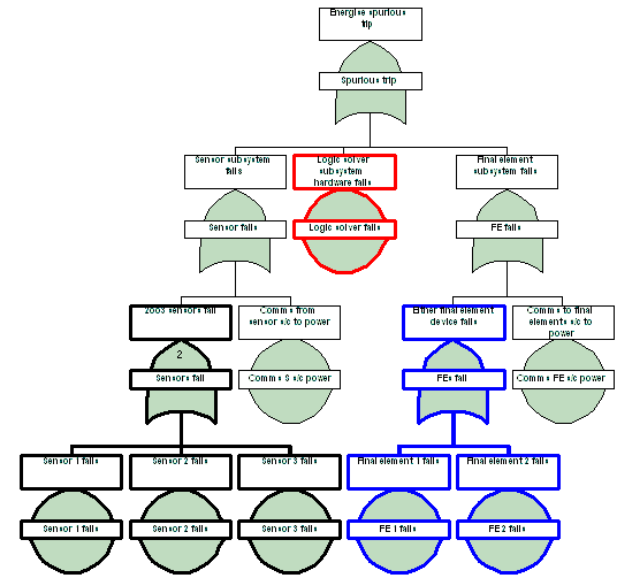 Energise spurious
trip
Spurious trip
Sensor subsystem
fails
Logic solver
subsystem
hardware fails
Final element
subsystem fails
Sensor fails
Logic solver fails
FE fails
2oo3 sensors fail
Comms from
sensor s/c to power
Either final element
device fails
Comms to final
elements s/c to
power
2
Sensors fail
Comms S s/c power
FEs fail
Comms FE s/c power
Sensor 1 fails
Sensor 2 fails
Sensor 3 fails
Final element 1 fails
Final element 2 fails
Sensor 1 fails
Sensor 2 fails
Sensor 3 fails
FE 1 fails
FE 2 fails